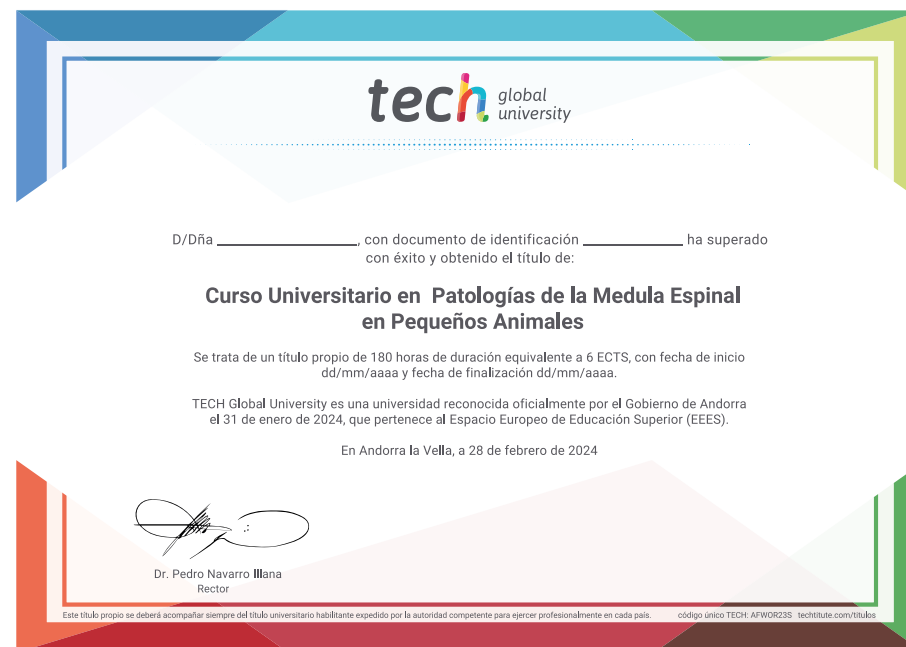 tech global university
D/Dña ____________________, con documento de identificación ______________ ha superado
con éxito y obtenido el título de:
Curso Universitario en  Patologías de la Medula Espinal
en Pequeños Animales
Se trata de un título propio de 180 horas de duración equivalente a 6 ECTS, con fecha de inicio
dd/mm/aaaa y fecha de finalización dd/mm/aaaa.
TECH Global University es una universidad reconocida oficialmente por el Gobierno de Andorra
el 31 de enero de 2024, que pertenece al Espacio Europeo de Educación Superior (EEES).
En Andorra la Vella, a 28 de febrero de 2024
Dr. Pedro Navarro Illana
Rector
Este título propio se deberá acompañar siempre del título universitario habilitante expedido por la autoridad competente para ejercer profesionalmente en cada país. código único TECH: AFWOR23S techtitute.com/titulos